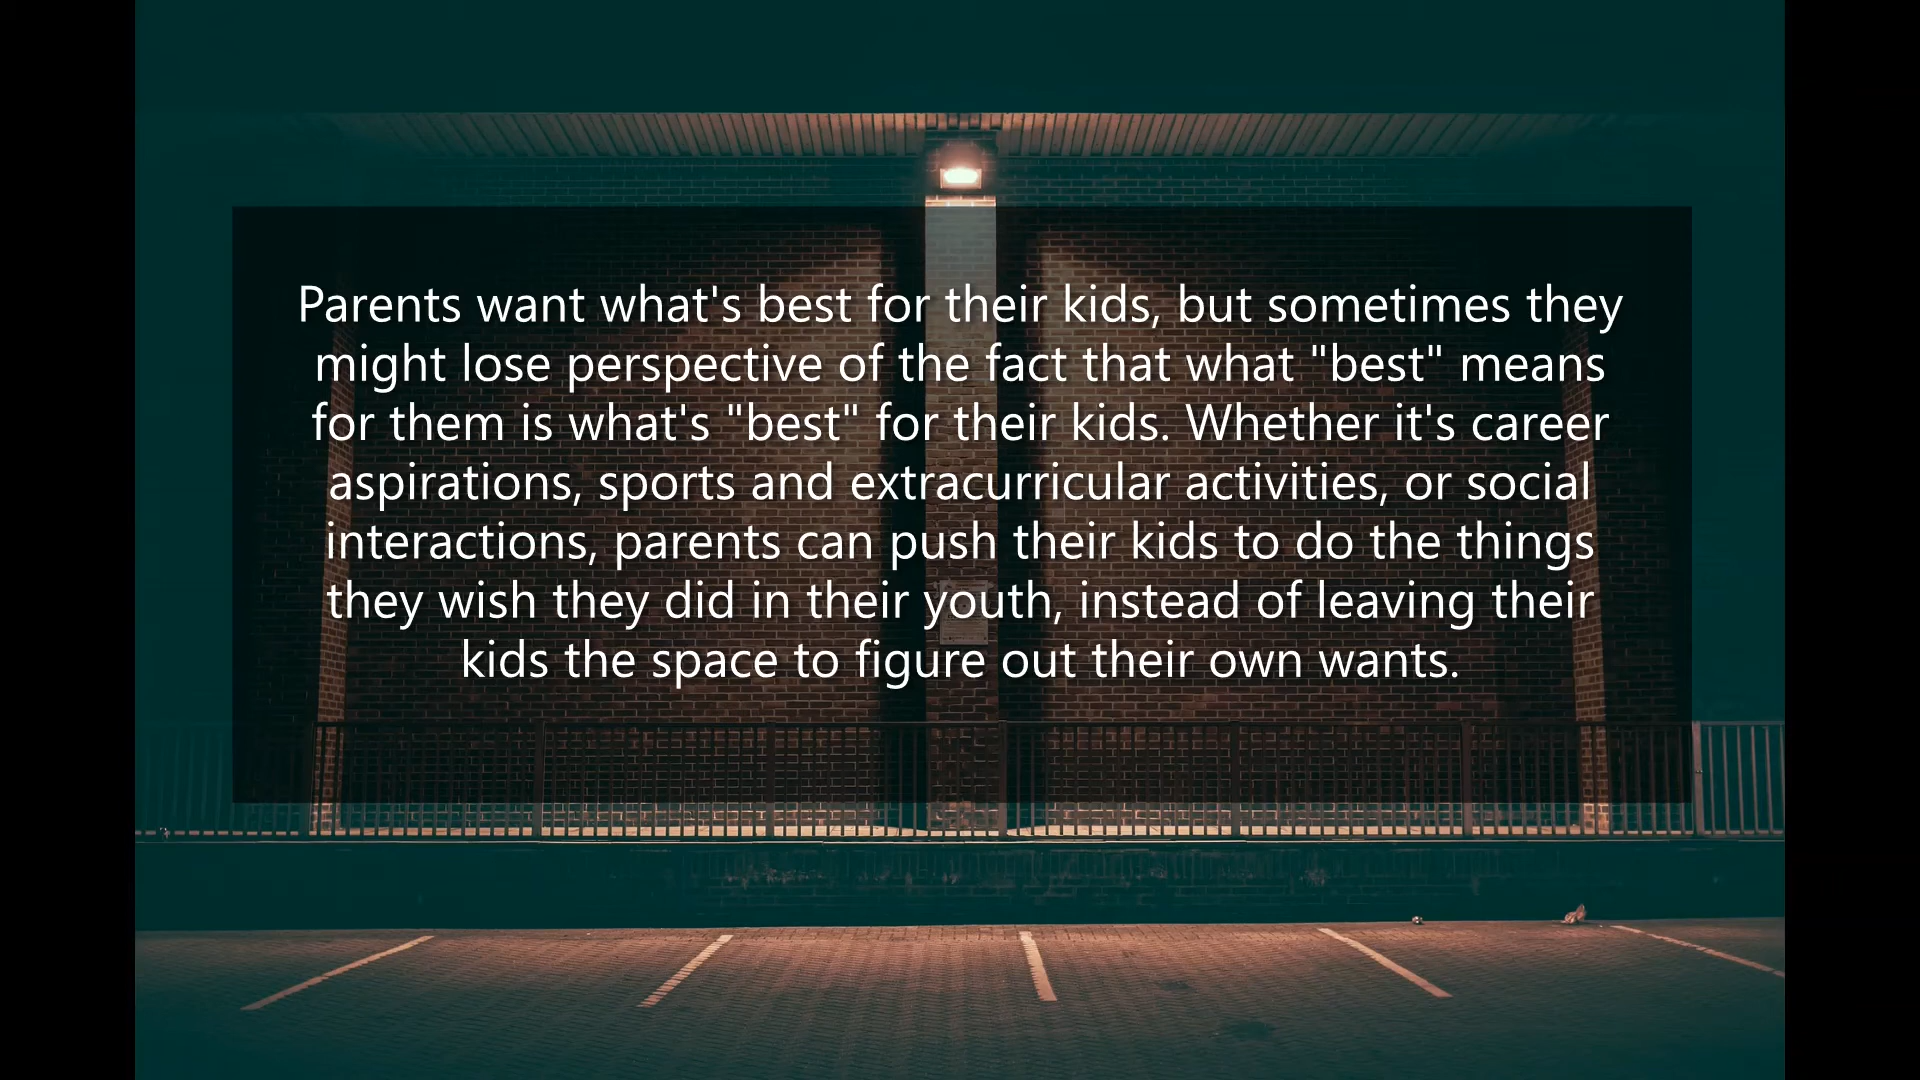 Parents want what's best for their kids, but sometimes they
might lose perspective of the fact that what "best" means
for them is what's "best" for their kids. Whether it's career
aspirations, sports and extracurricular activities, or social
interactions, parents can push their kids to do the things
they wish they did in their youth, instead of leaving their
kids the space to figure out their own wants.